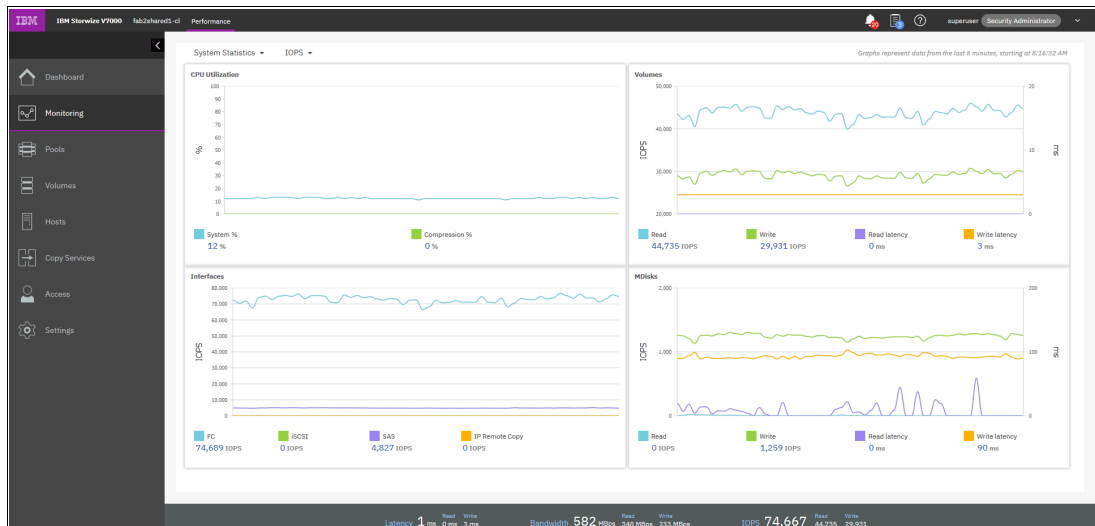 IBM IBM Storwize V7000 fab2shared1-cl Performance 20 3 superuser Security Administrator
System Statistics IOPS Graphs represent data from the last 8 minutes, starting at 8:16:32 AM
Dashboard
Monitoring
Pools
Volumes
Hosts
Copy Services
Access
Settings
CPU Utilization
100
90
80
70
60
50
40
30
20
10
0
%
System %
12 %
Compression %
0 %
Volumes
50,000
40,000
30,000
20,000
IOPS
20
10
0
ms
Read
44,735 IOPS
Write
29,931 IOPS
Read latency
0 ms
Write latency
3 ms
Interfaces
80,000
70,000
60,000
50,000
40,000
30,000
20,000
10,000
0
IOPS
FC
74,689 IOPS
iSCSI
0 IOPS
SAS
4,827 IOPS
IP Remote Copy
0 IOPS
MDisks
2,000
1,000
0
IOPS
200
100
0
ms
Read
0 IOPS
Write
1,259 IOPS
Read latency
0 ms
Write latency
90 ms
Latency 1 ms Read 0 ms Write 3 ms
Bandwidth 582 MBps Read 348 MBps Write 233 MBps
IOPS 74,667 Read 44,735 Write 29,931